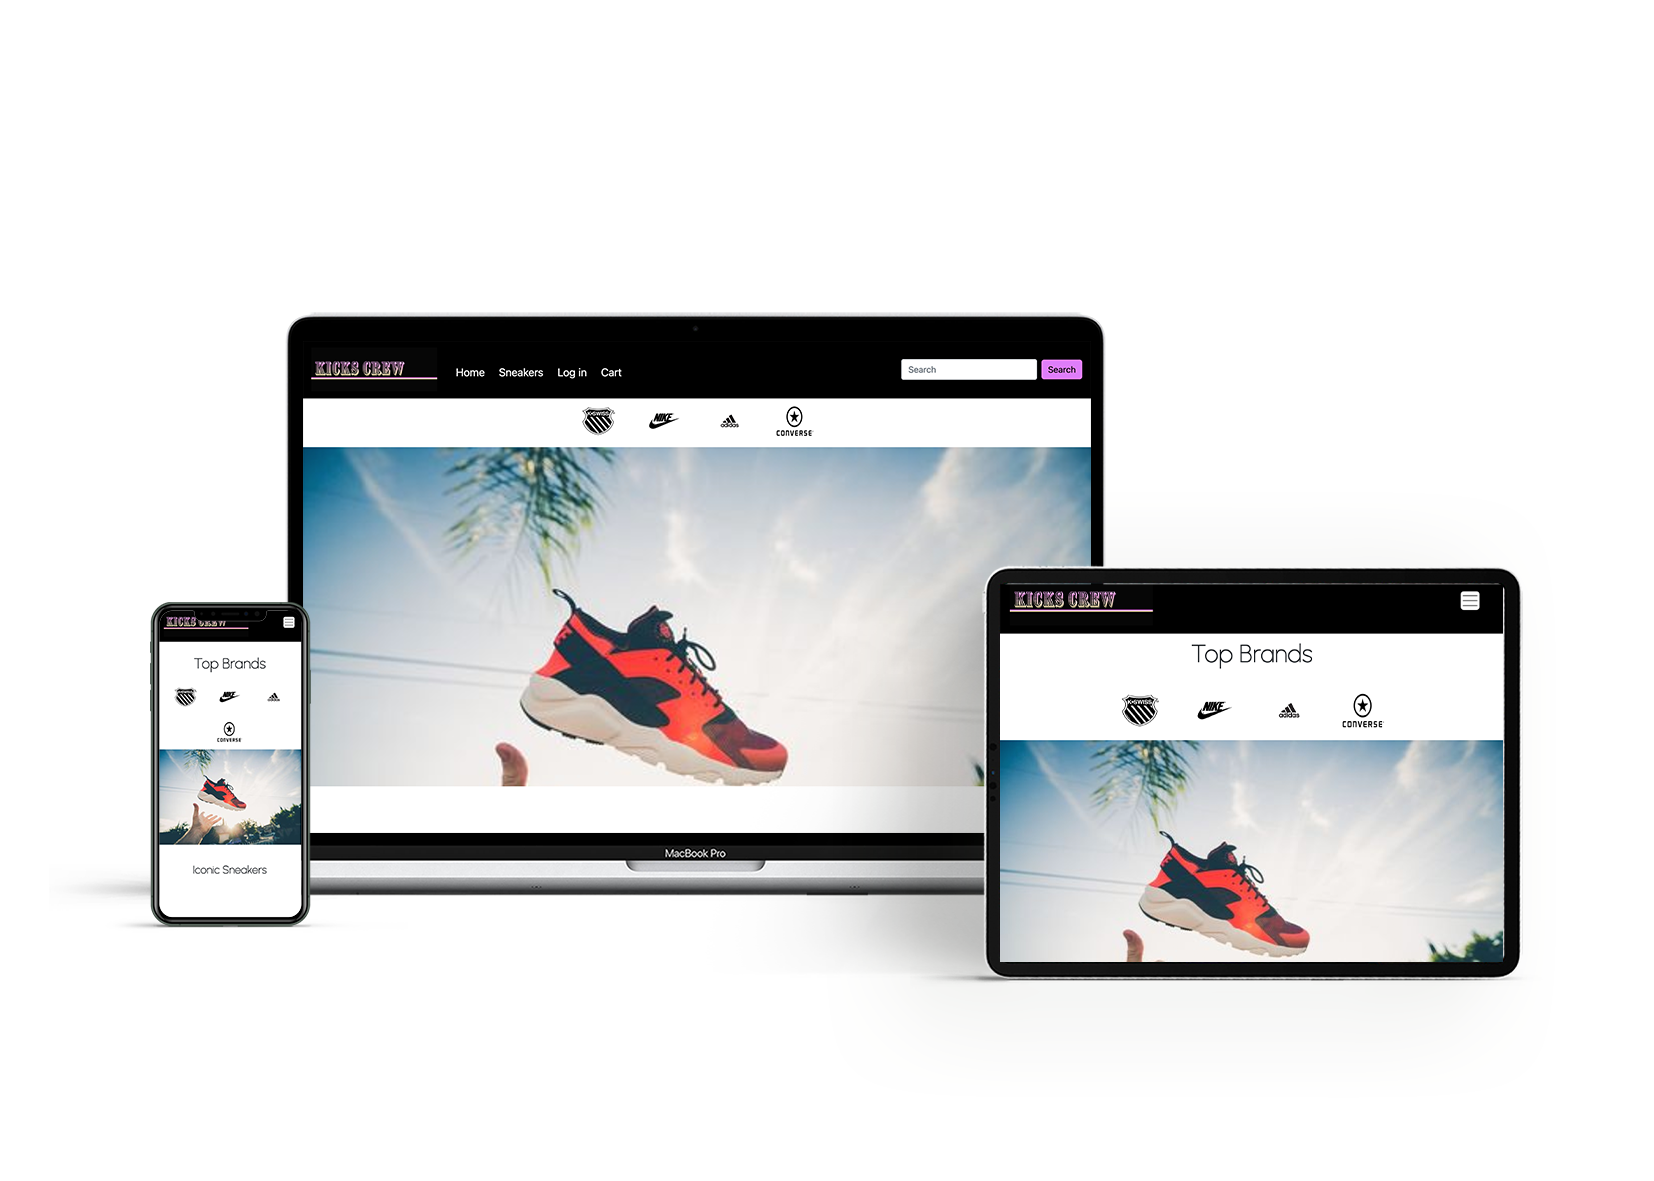 KICKS CREW
Home Sneakers Log in Cart
Search
Search
K·SWISS
NIKE
adidas
CONVERSE
MacBook Pro
KICKS CREW
Top Brands
NIKE
adidas
CONVERSE
Iconic Sneakers
KICKS CREW
Top Brands
K·SWISS
NIKE
adidas
CONVERSE